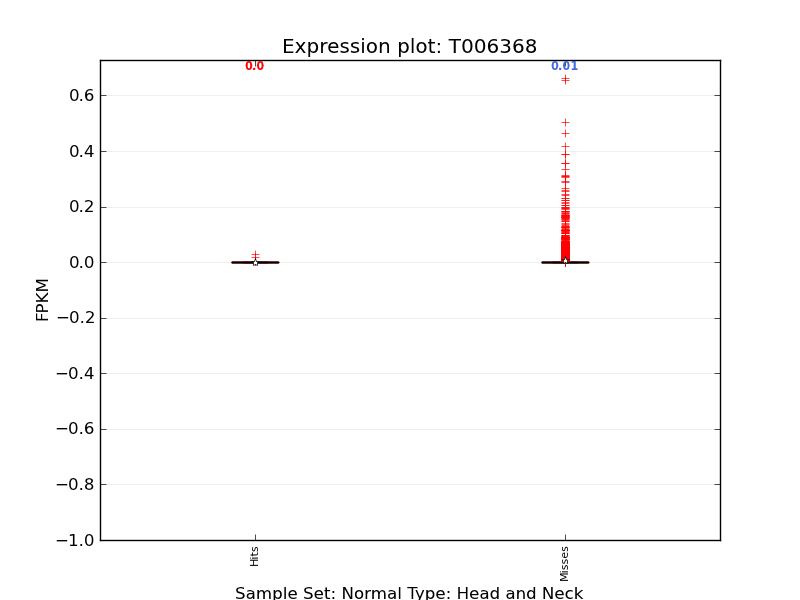 Expression plot: T006368
0.0
0.01
0.6
0.4
0.2
0.0
−0.2
−0.4
−0.6
−0.8
−1.0
FPKM
Hits
Misses
Sample Set: Normal Type: Head and Neck